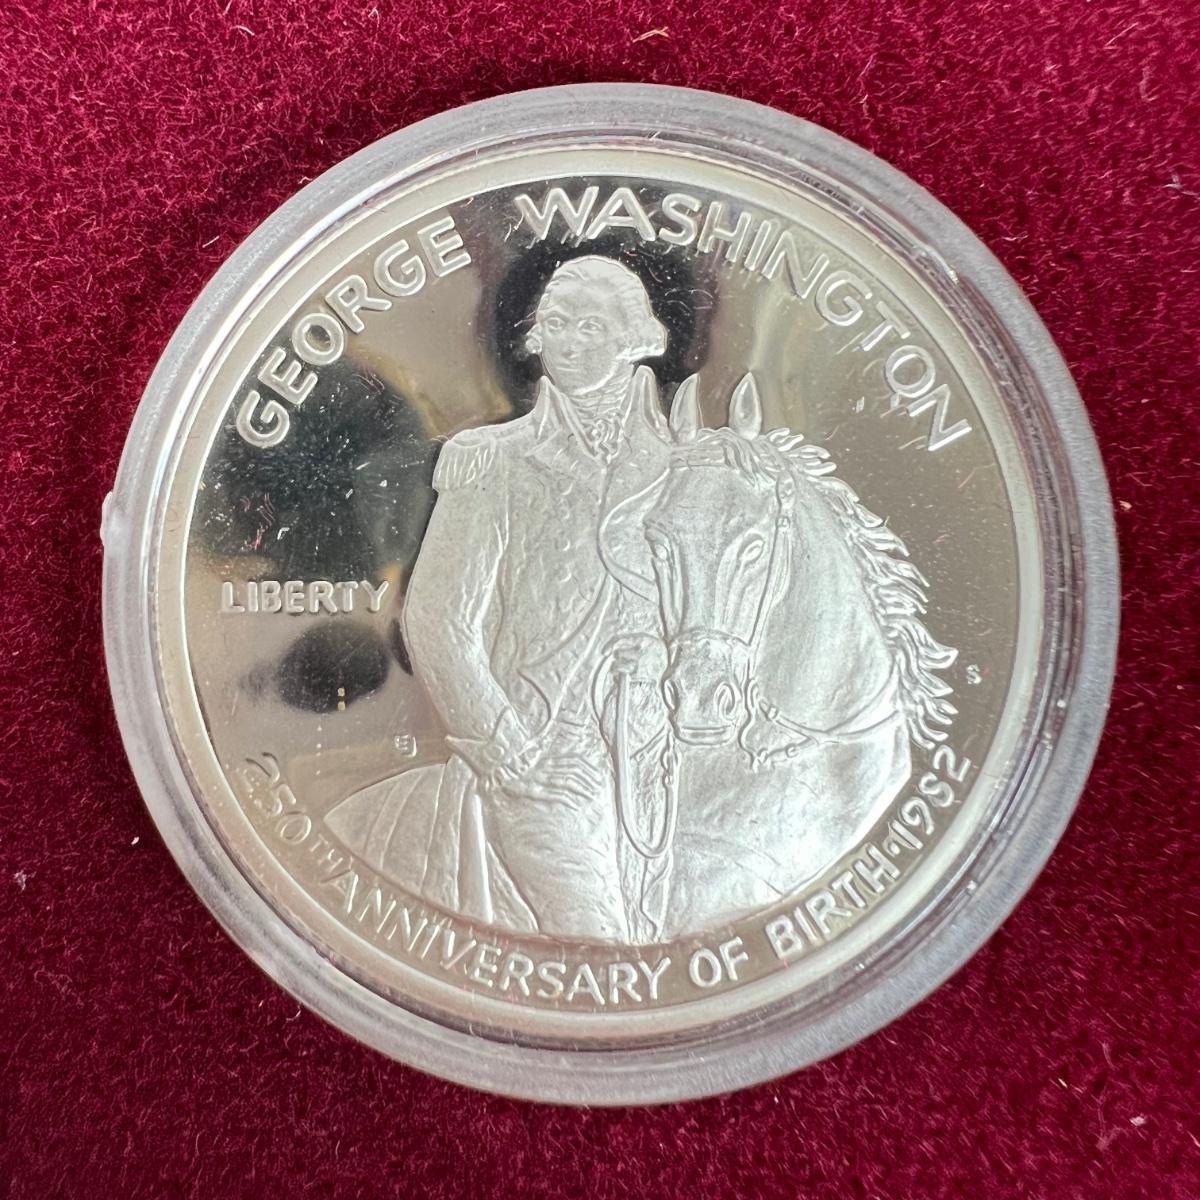 GEORGE WASHINGTON
LIBERTY
S
250TH ANNIVERSARY OF BIRTH·1982